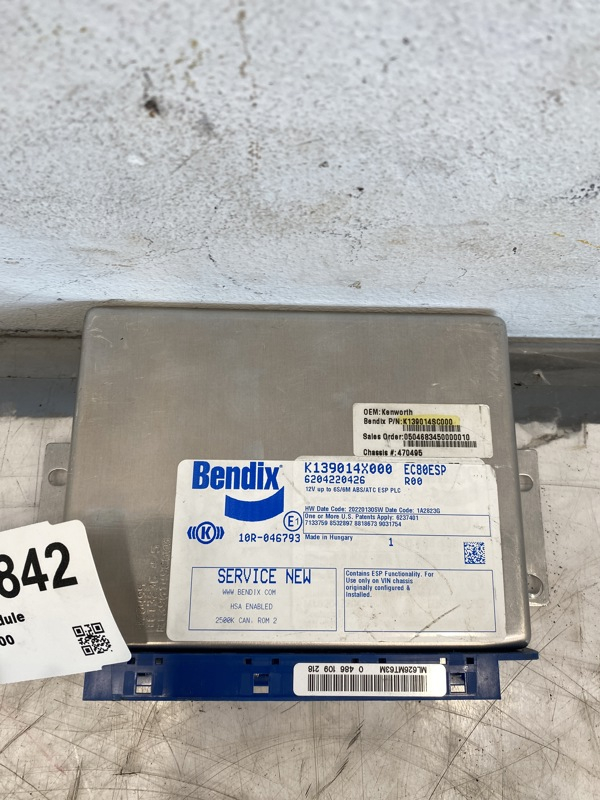 OEM:Kenworth
Bendix P/N:K139014SC000
Sales Order:0504683450000010
Chassis #:470495
Bendix
K139014X000 EC80ESP
6204220426 R00
12V up to 6S/6M ABS/ATC ESP PLC
HW Date Code: 20220130SW Date Code: 1A2823G
One or More U.S. Patents Apply: 6237401
7133759 8532897 8818673 9031754
E1
K
10R-046793
Made in Hungary 1
SERVICE NEW
WWW.BENDIX.COM
HSA ENABLED
2500K CAN. ROM 2
Contains ESP Functionality. For
Use only on VIN chassis
originally configured &
Installed.
842
dule
00
ML626MT63M 0 486 109 218